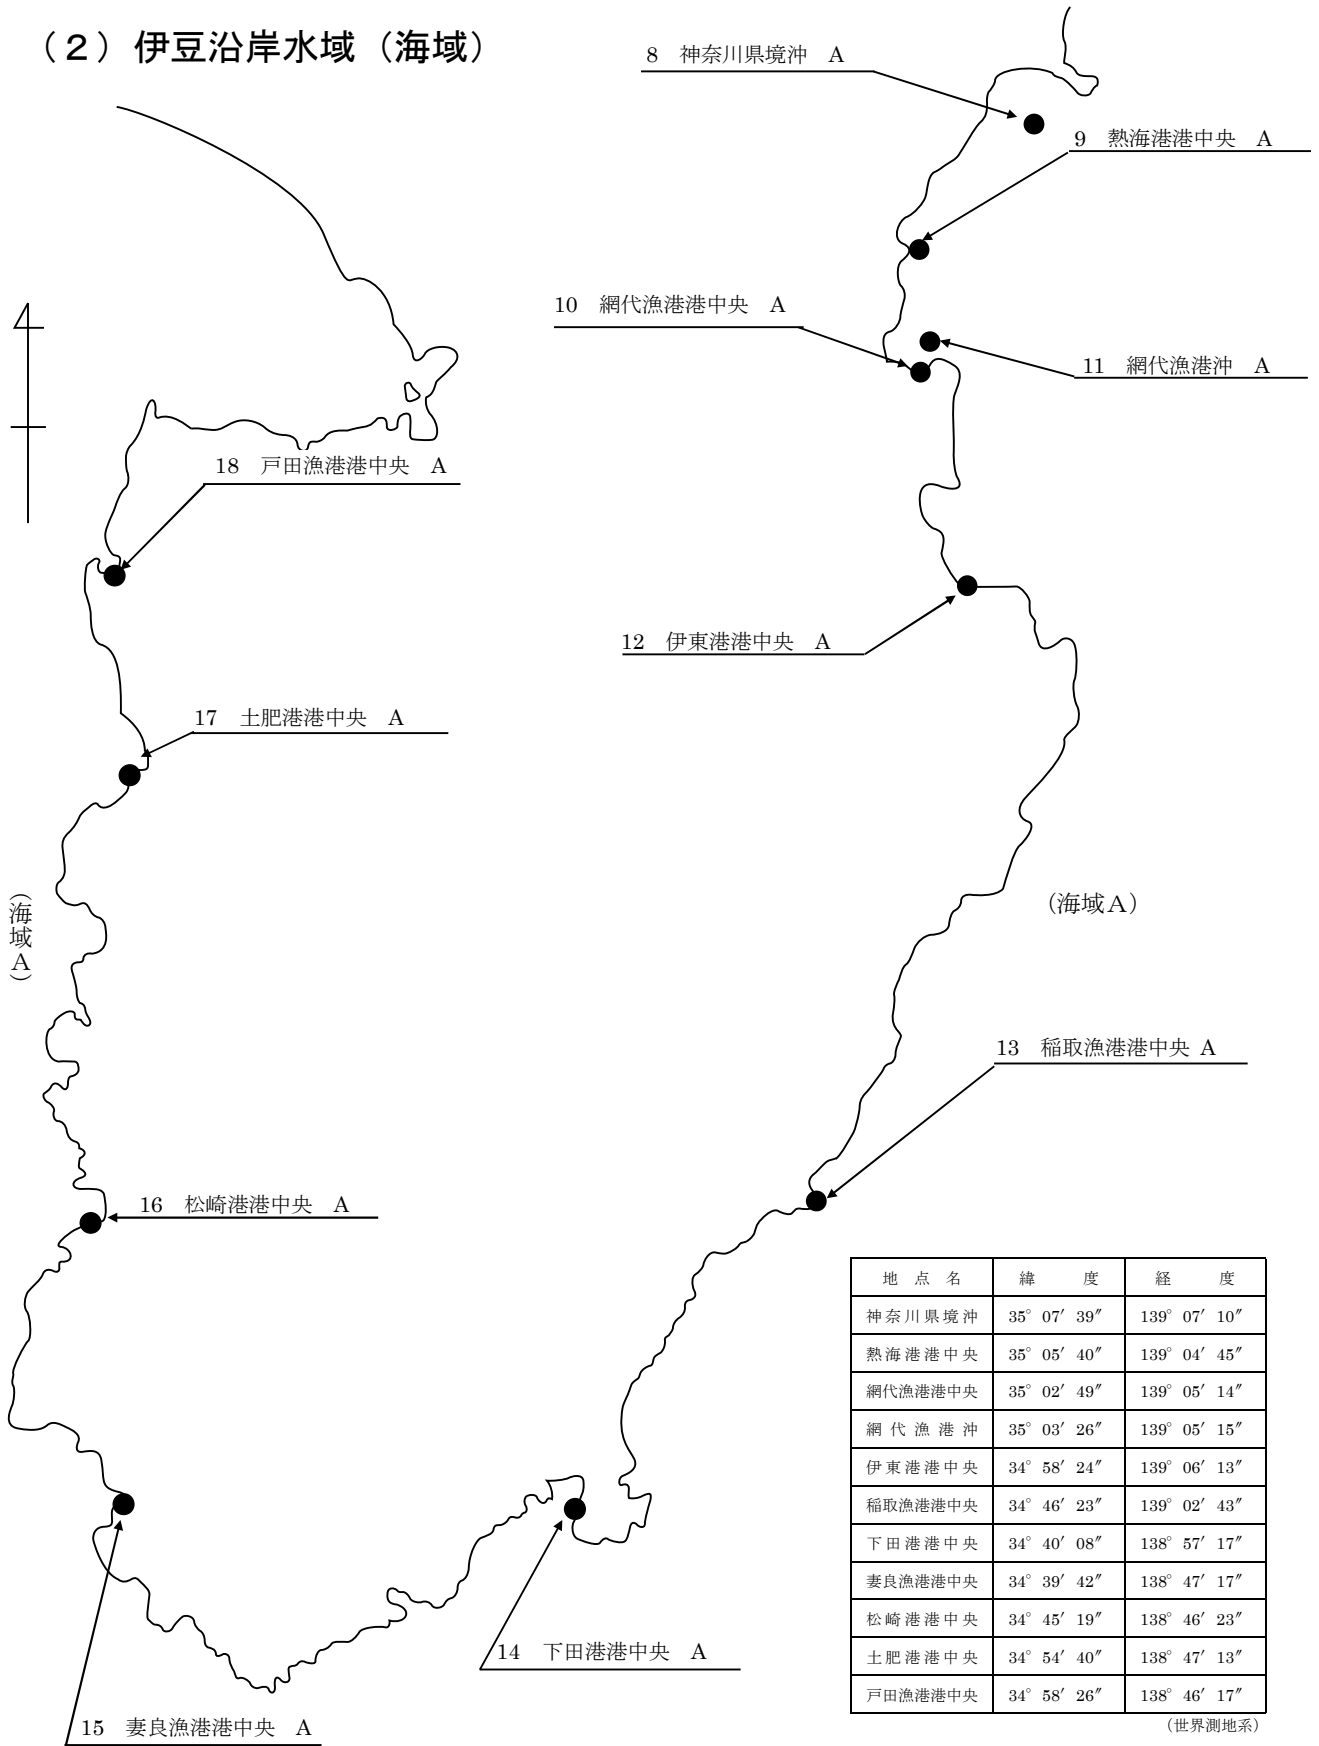 （２）伊豆沿岸水域（海域）
8　神奈川県境沖　A
9　熱海港港中央　A
10　網代漁港港中央　A
11　網代漁港沖　A
18　戸田漁港港中央　A
12　伊東港港中央　A
17　土肥港港中央　A
（海域A）
（海域A）
13　稲取漁港港中央 A
16　松崎港港中央　A
14　下田港港中央　A
15　妻良漁港港中央　A
地点名　緯度　経度
神奈川県境沖　35°07′39″　139°07′10″
熱海港港中央　35°05′40″　139°04′45″
網代漁港港中央　35°02′49″　139°05′14″
網代漁港沖　35°03′26″　139°05′15″
伊東港港中央　34°58′24″　139°06′13″
稲取漁港港中央　34°46′23″　139°02′43″
下田港港中央　34°40′08″　138°57′17″
妻良漁港港中央　34°39′42″　138°47′17″
松崎港港中央　34°45′19″　138°46′23″
土肥港港中央　34°54′40″　138°47′13″
戸田漁港港中央　34°58′26″　138°46′17″
（世界測地系）